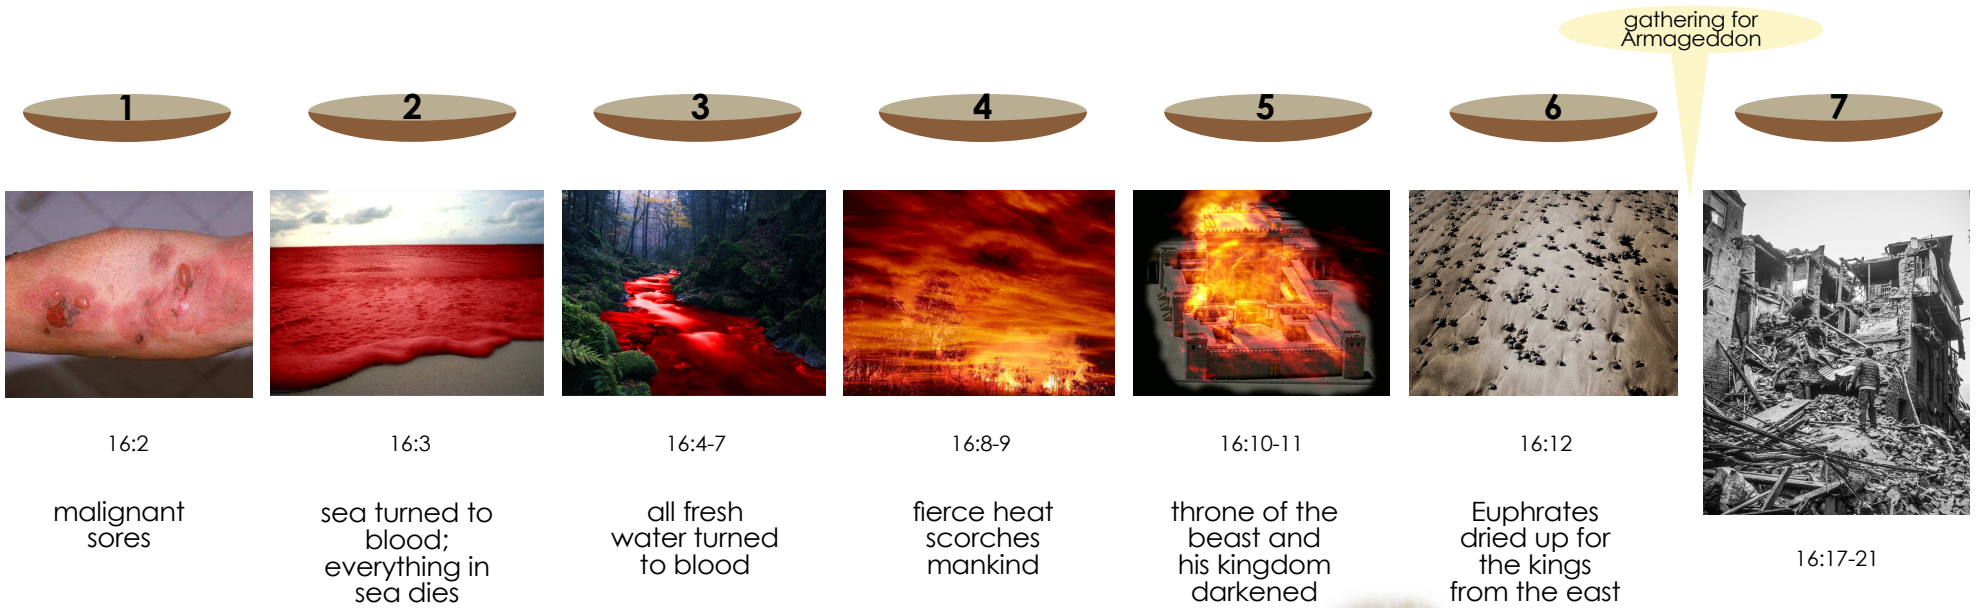 gathering for
Armageddon
1
2
3
4
5
6
7
16:2
16:3
16:4-7
16:8-9
16:10-11
16:12
16:17-21
malignant
sores
sea turned to
blood;
everything in
sea dies
all fresh
water turned
to blood
fierce heat
scorches
mankind
throne of the
beast and
his kingdom
darkened
Euphrates
dried up for
the kings
from the east